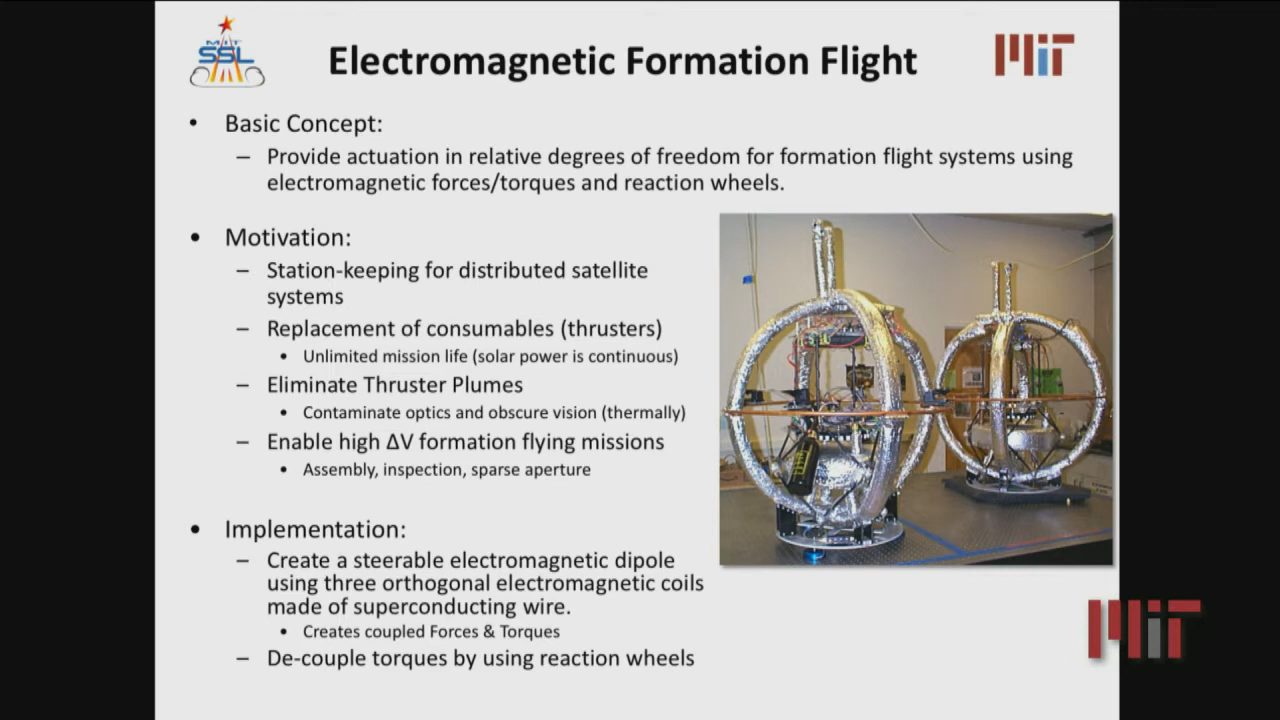 MIT
SSL
Electromagnetic Formation Flight
MIT
• Basic Concept:
– Provide actuation in relative degrees of freedom for formation flight systems using
electromagnetic forces/torques and reaction wheels.
• Motivation:
– Station-keeping for distributed satellite
systems
– Replacement of consumables (thrusters)
• Unlimited mission life (solar power is continuous)
– Eliminate Thruster Plumes
• Contaminate optics and obscure vision (thermally)
– Enable high ΔV formation flying missions
• Assembly, inspection, sparse aperture
• Implementation:
– Create a steerable electromagnetic dipole
using three orthogonal electromagnetic coils
made of superconducting wire.
• Creates coupled Forces & Torques
– De-couple torques by using reaction wheels
MIT